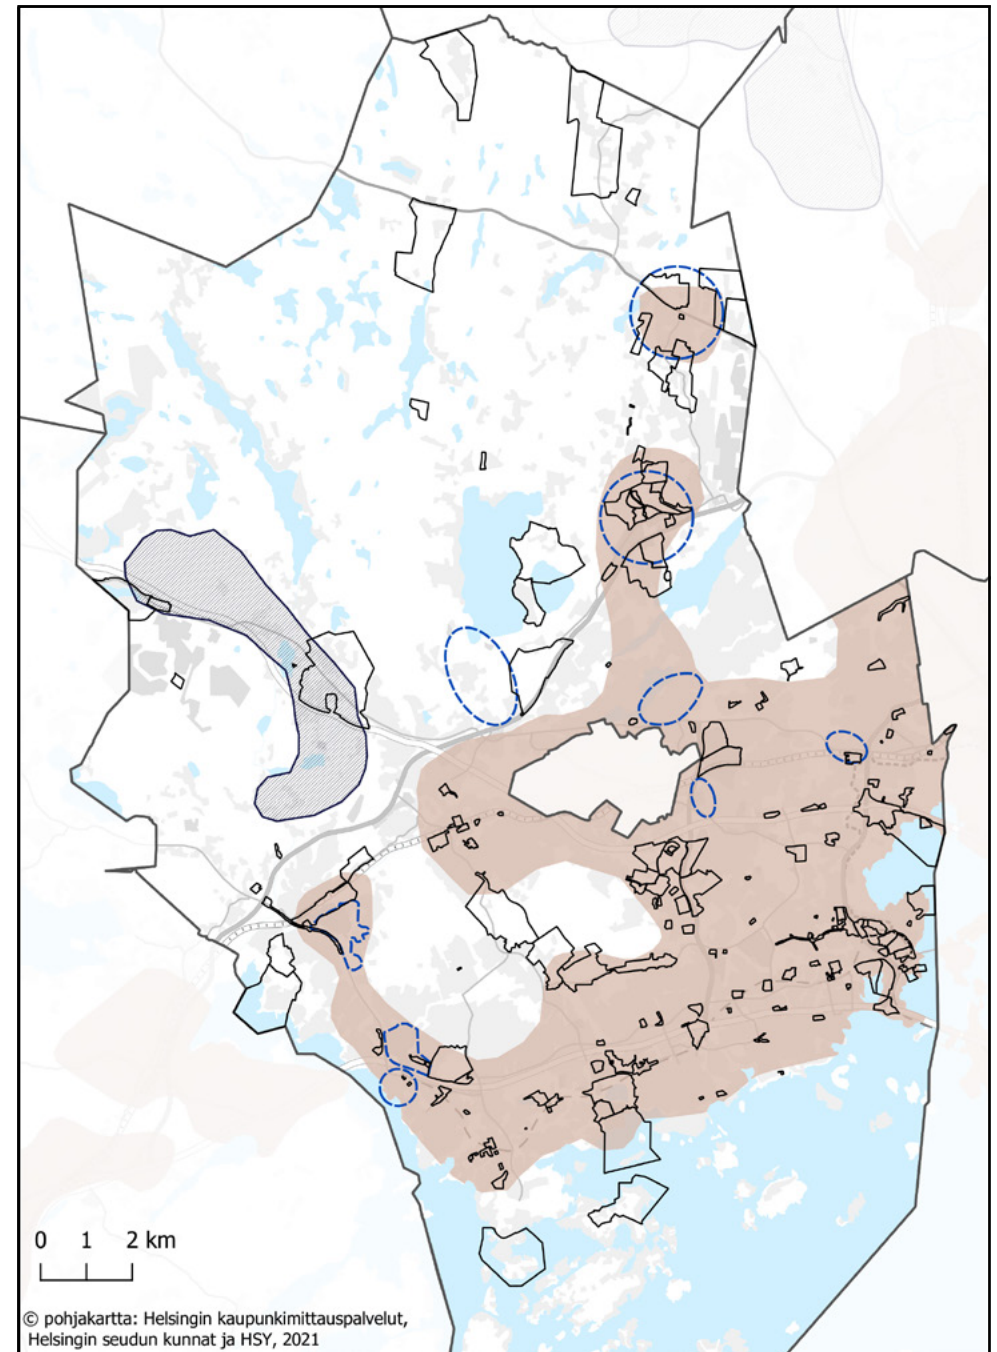 0 1 2 km
© pohjakartta: Helsingin kaupunkimittauspalvelut,
Helsingin seudun kunnat ja HSY, 2021